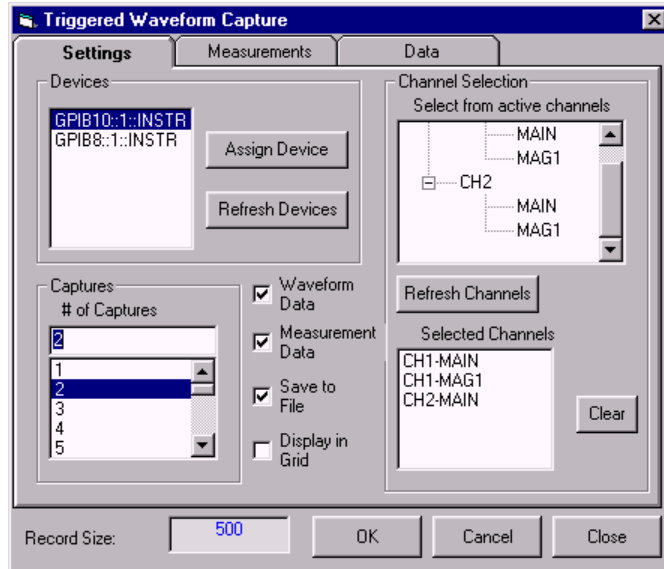 Triggered Waveform Capture
Settings
Measurements
Data
Devices
GPIB10::1::INSTR
GPIB8::1::INSTR
Assign Device
Refresh Devices
Channel Selection
Select from active channels
MAIN
MAG1
CH2
MAIN
MAG1
Refresh Channels
Selected Channels
CH1-MAIN
CH1-MAG1
CH2-MAIN
Clear
Captures
# of Captures
2
1
2
3
4
5
Waveform
Data
Measurement
Data
Save to
File
Display in
Grid
Record Size:
500
OK
Cancel
Close